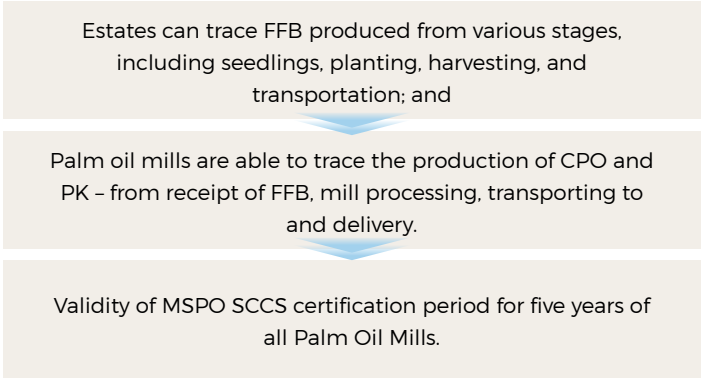 Estates can trace FFB produced from various stages,
including seedlings, planting, harvesting, and
transportation; and
Palm oil mills are able to trace the production of CPO and
PK – from receipt of FFB, mill processing, transporting to
and delivery.
Validity of MSPO SCCS certification period for five years of
all Palm Oil Mills.